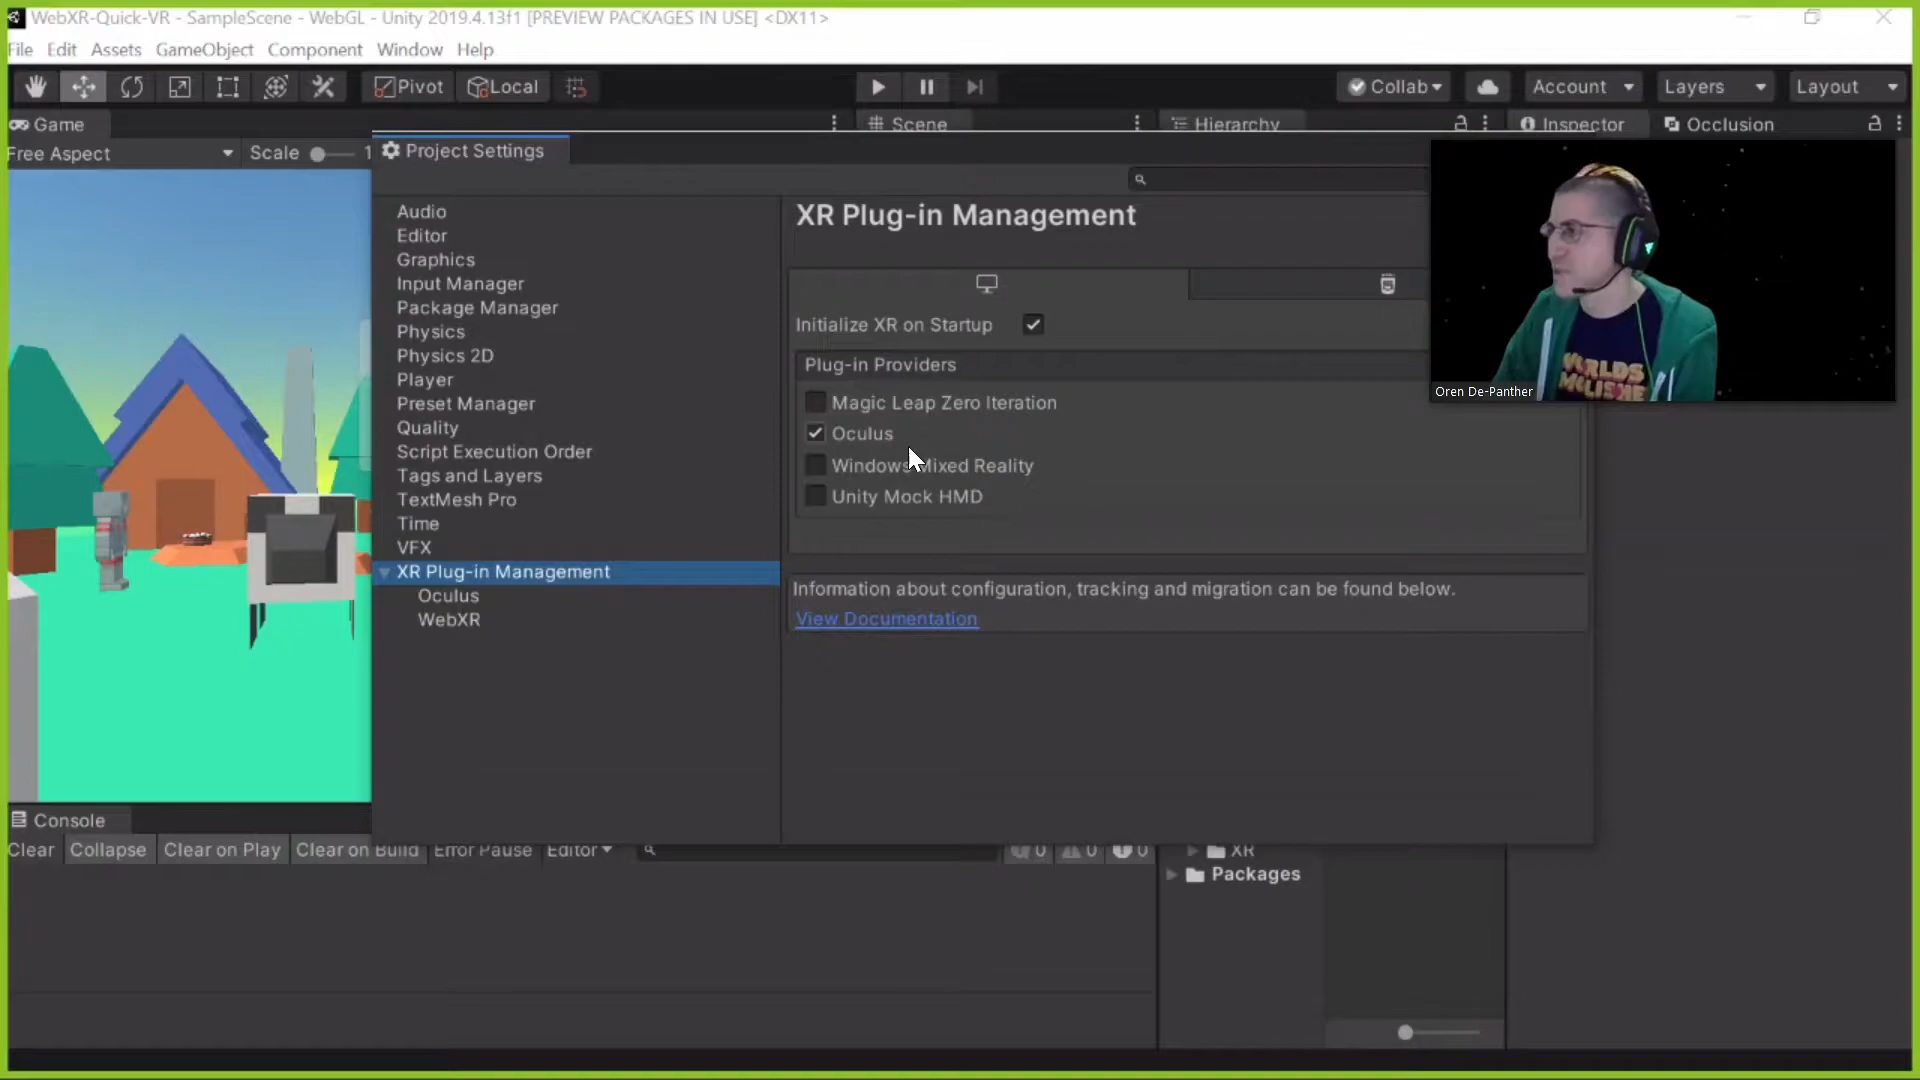 WebXR-Quick-VR - SampleScene - WebGL - Unity 2019.4.13f1 [PREVIEW PACKAGES IN USE] <DX11>
File Edit Assets GameObject Component Window Help
Pivot Local Collab Account Layers Layout
Game Scene Hierarchy Inspector Occlusion
Free Aspect Scale 1
Project Settings
XR Plug-in Management
Audio
Editor
Graphics
Input Manager
Package Manager
Physics
Physics 2D
Player
Preset Manager
Quality
Script Execution Order
Tags and Layers
TextMesh Pro
Time
VFX
XR Plug-in Management
Oculus
WebXR
Initialize XR on Startup
Plug-in Providers
Magic Leap Zero Iteration
Oculus
Windows Mixed Reality
Unity Mock HMD
Information about configuration, tracking and migration can be found below.
View Documentation
WORLDS
Oren De-Panther
Console
Clear Collapse Clear on Play Clear on Build Error Pause Editor 0 0 0
XR
Packages